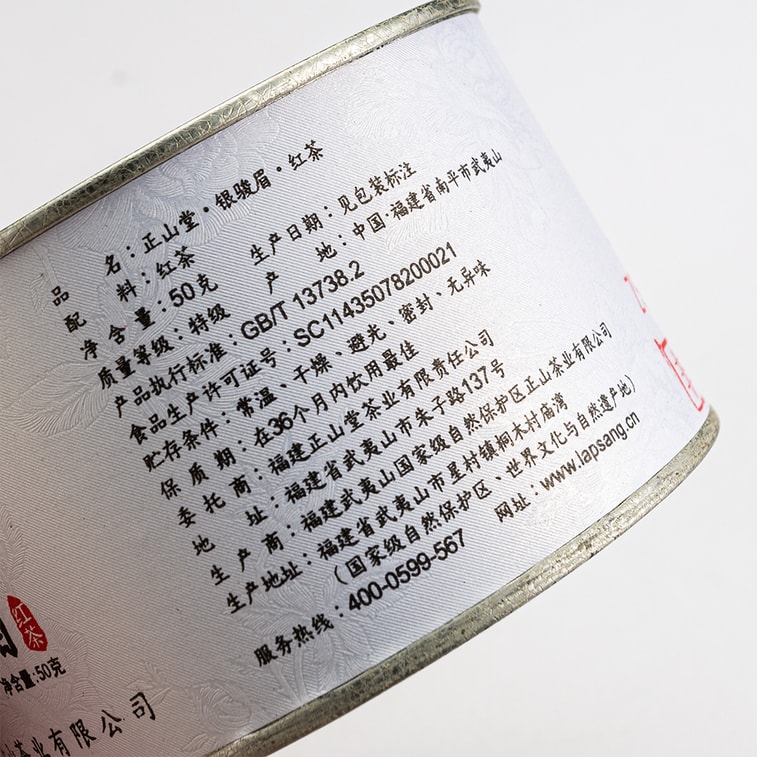 品名：正山堂·银骏眉·红茶
配料：红茶 生产日期：见包装标注
净含量：50克 产地：中国·福建省南平市武夷山
质量等级：特级
产品执行标准：GB/T 13738.2
食品生产许可证号：SC11435078200021
贮存条件：常温、干燥、避光、密封、无异味
保质期：在36个月内饮用最佳
委托商：福建正山堂茶业有限责任公司
地址：福建省武夷山市朱子路137号
生产商：福建武夷山国家级自然保护区正山茶业有限公司
生产地址：福建省武夷山市星村镇桐木村庙湾
（国家级自然保护区、世界文化与自然遗产地）
服务热线：400-0599-567 网址：www.lapsang.cn
红茶
净含量:50克
茶业有限公司